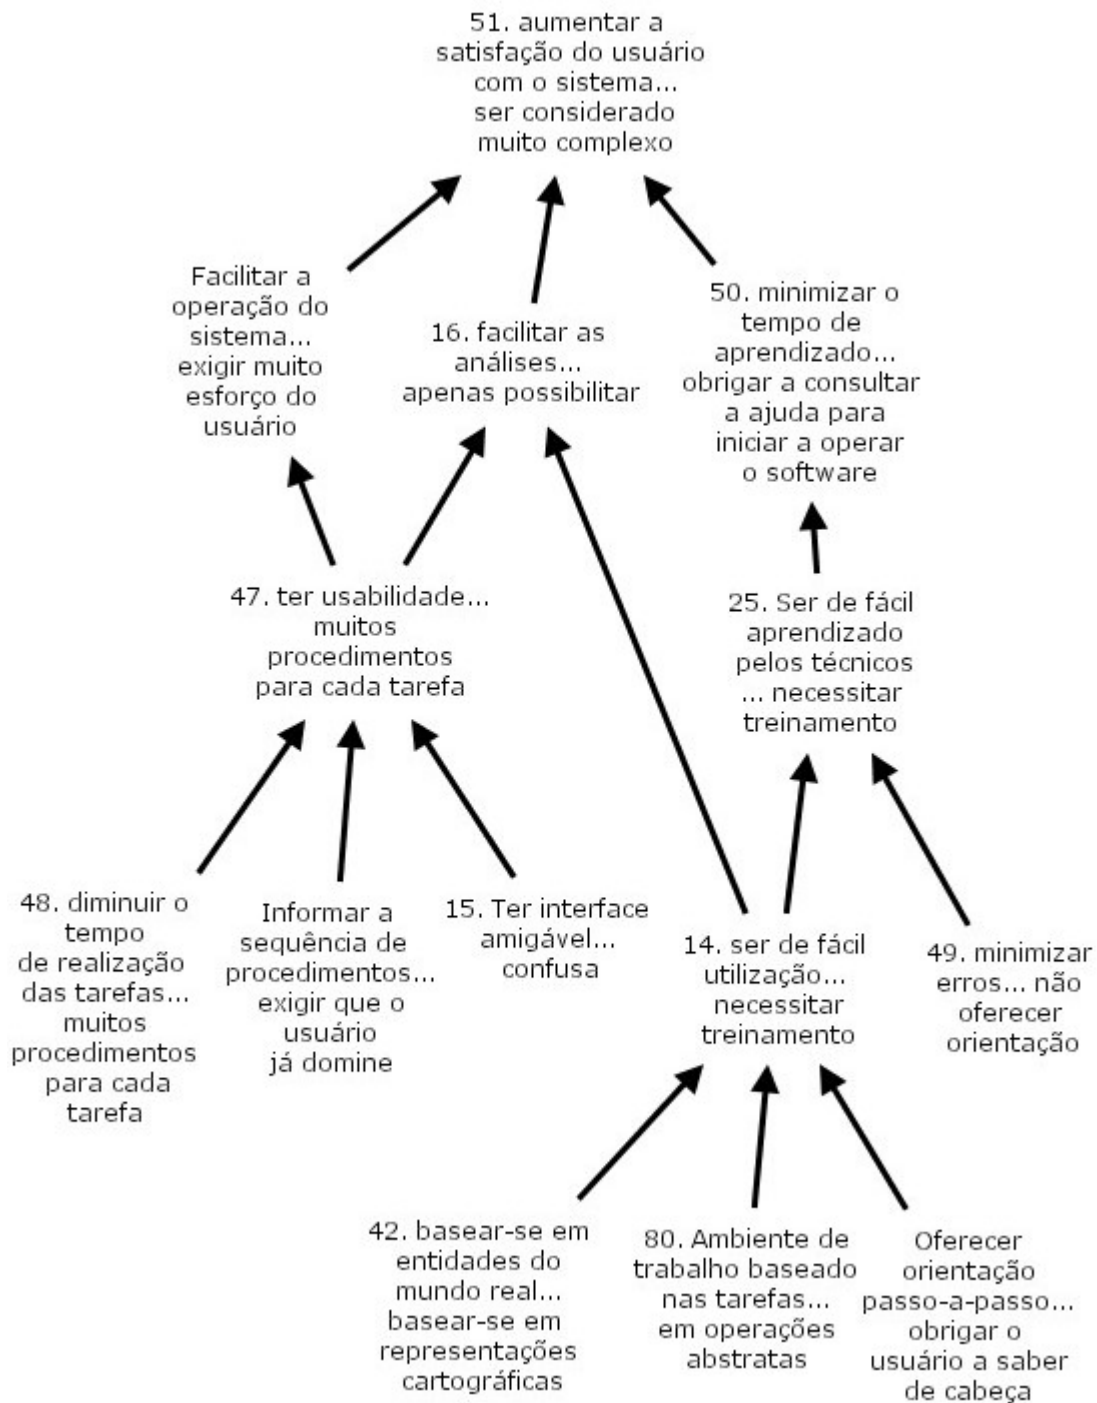 51. aumentar a
satisfação do usuário
com o sistema...
ser considerado
muito complexo
Facilitar a
operação do
sistema...
exigir muito
esforço do
usuário
16. facilitar as
análises...
apenas possibilitar
50. minimizar o
tempo de
aprendizado...
obrigar a consultar
a ajuda para
iniciar a operar
o software
47. ter usabilidade...
muitos
procedimentos
para cada tarefa
25. Ser de fácil
aprendizado
pelos técnicos
... necessitar
treinamento
48. diminuir o
tempo
de realização
das tarefas...
muitos
procedimentos
para cada
tarefa
Informar a
sequência de
procedimentos...
exigir que o
usuário
já domine
15. Ter interface
amigável...
confusa
14. ser de fácil
utilização...
necessitar
treinamento
49. minimizar
erros... não
oferecer
orientação
42. basear-se em
entidades do
mundo real...
basear-se em
representações
cartográficas
80. Ambiente de
trabalho baseado
nas tarefas...
em operações
abstratas
Oferecer
orientação
passo-a-passo...
obrigar o
usuário a saber
de cabeça